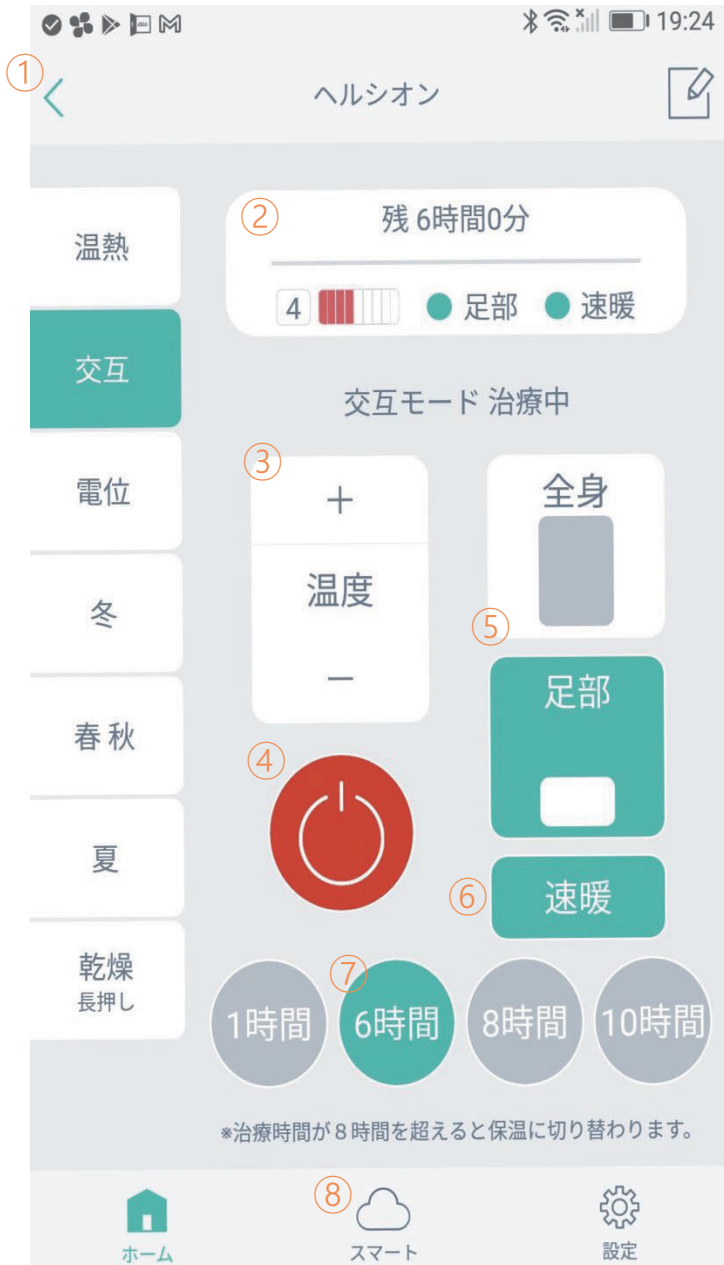 19:24
①
ヘルシオン
温熱
交互
電位
冬
春秋
夏
乾燥
長押し
② 残 6時間0分
4 足部 速暖
交互モード 治療中
③
+
温度
−
④
全身
⑤
足部
⑥ 速暖
⑦
1時間 6時間 8時間 10時間
※治療時間が8時間を超えると保温に切り替わります。
⑧
ホーム スマート 設定